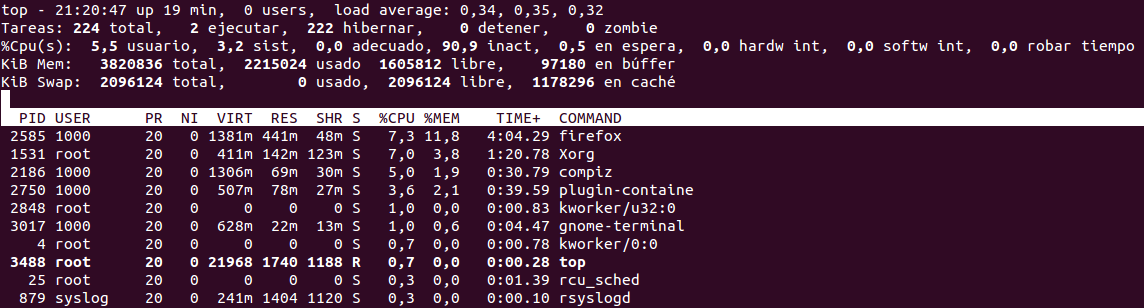 top - 21:20:47 up 19 min,  0 users,  load average: 0,34, 0,35, 0,32
Tareas: 224 total,   2 ejecutar, 222 hibernar,    0 detener,   0 zombie
%Cpu(s):  5,5 usuario,  3,2 sist,  0,0 adecuado, 90,9 inact,  0,5 en espera,  0,0 hardw int,  0,0 softw int,  0,0 robar tiempo
KiB Mem:   3820836 total,  2215024 usado  1605812 libre,    97180 en búffer
KiB Swap:  2096124 total,        0 usado,  2096124 libre,  1178296 en caché
PID USER      PR  NI  VIRT  RES  SHR S  %CPU %MEM    TIME+  COMMAND
2585 1000      20   0 1381m 441m  48m S   7,3 11,8   4:04.29 firefox
1531 root      20   0  411m 142m 123m S   7,0  3,8   1:20.78 Xorg
2186 1000      20   0 1306m  69m  30m S   5,0  1,9   0:30.79 compiz
2750 1000      20   0  507m  78m  27m S   3,6  2,1   0:39.59 plugin-containe
2848 root      20   0     0    0    0 S   1,0  0,0   0:00.83 kworker/u32:0
3017 1000      20   0  628m  22m  13m S   1,0  0,6   0:04.47 gnome-terminal
4 root      20   0     0    0    0 S   0,7  0,0   0:00.78 kworker/0:0
3488 root      20   0 21968 1740 1188 R   0,7  0,0   0:00.28 top
25 root      20   0     0    0    0 S   0,3  0,0   0:01.39 rcu_sched
879 syslog    20   0  241m 1404 1120 S   0,3  0,0   0:00.10 rsyslogd